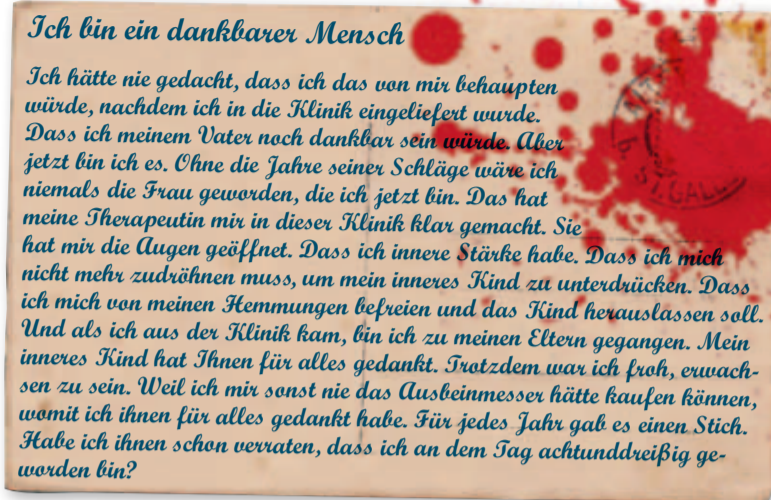 Ich bin ein dankbarer Mensch
Ich hätte nie gedacht, dass ich das von mir behaupten
würde, nachdem ich in die Klinik eingeliefert wurde.
Dass ich meinem Vater noch dankbar sein würde. Aber
jetzt bin ich es. Ohne die Jahre seiner Schläge wäre ich
niemals die Frau geworden, die ich jetzt bin. Das hat
meine Therapeutin mir in dieser Klinik klar gemacht. Sie
hat mir die Augen geöffnet. Dass ich innere Stärke habe. Dass ich mich
nicht mehr zudröhnen muss, um mein inneres Kind zu unterdrücken. Dass
ich mich von meinen Hemmungen befreien und das Kind herauslassen soll.
Und als ich aus der Klinik kam, bin ich zu meinen Eltern gegangen. Mein
inneres Kind hat Ihnen für alles gedankt. Trotzdem war ich froh, erwach-
sen zu sein. Weil ich mir sonst nie das Ausbeinmesser hätte kaufen können,
womit ich ihnen für alles gedankt habe. Für jedes Jahr gab es einen Stich.
Habe ich ihnen schon verraten, dass ich an dem Tag achtunddreißig ge-
worden bin?
ST. GALL